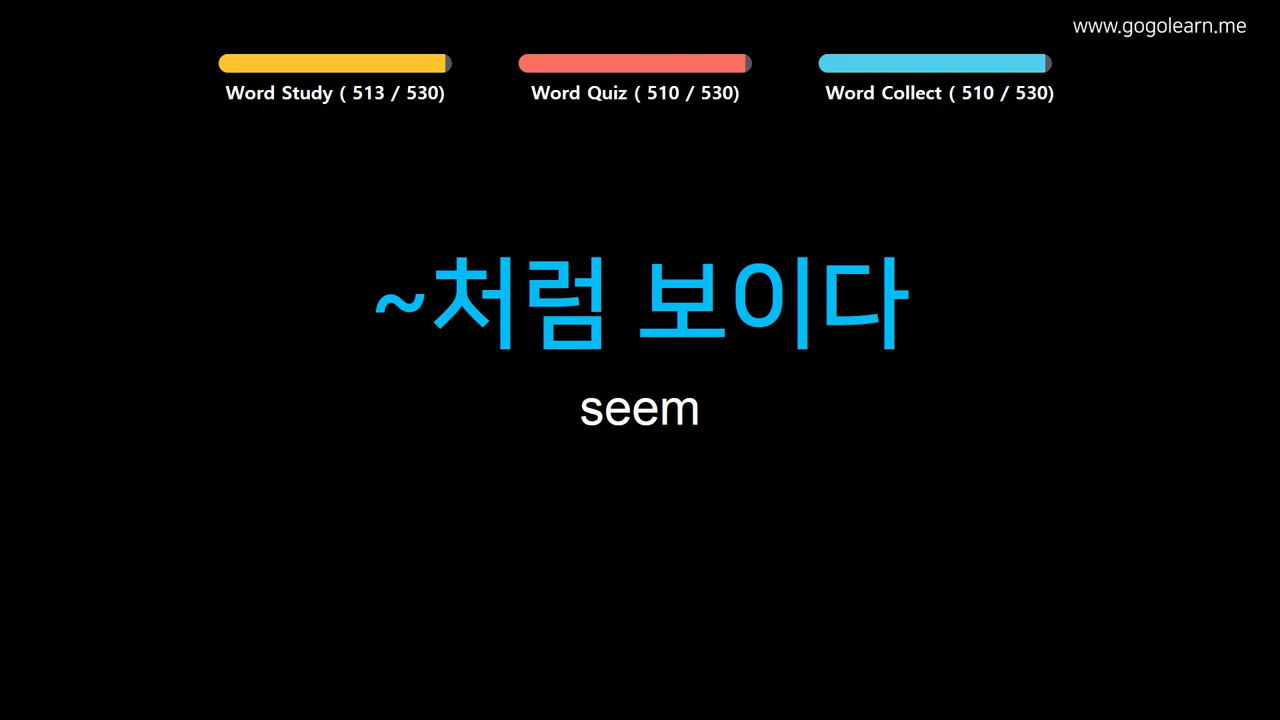 www.gogolearn.me
Word Study ( 513 / 530)
Word Quiz ( 510 / 530)
Word Collect ( 510 / 530)
~처럼 보이다
seem